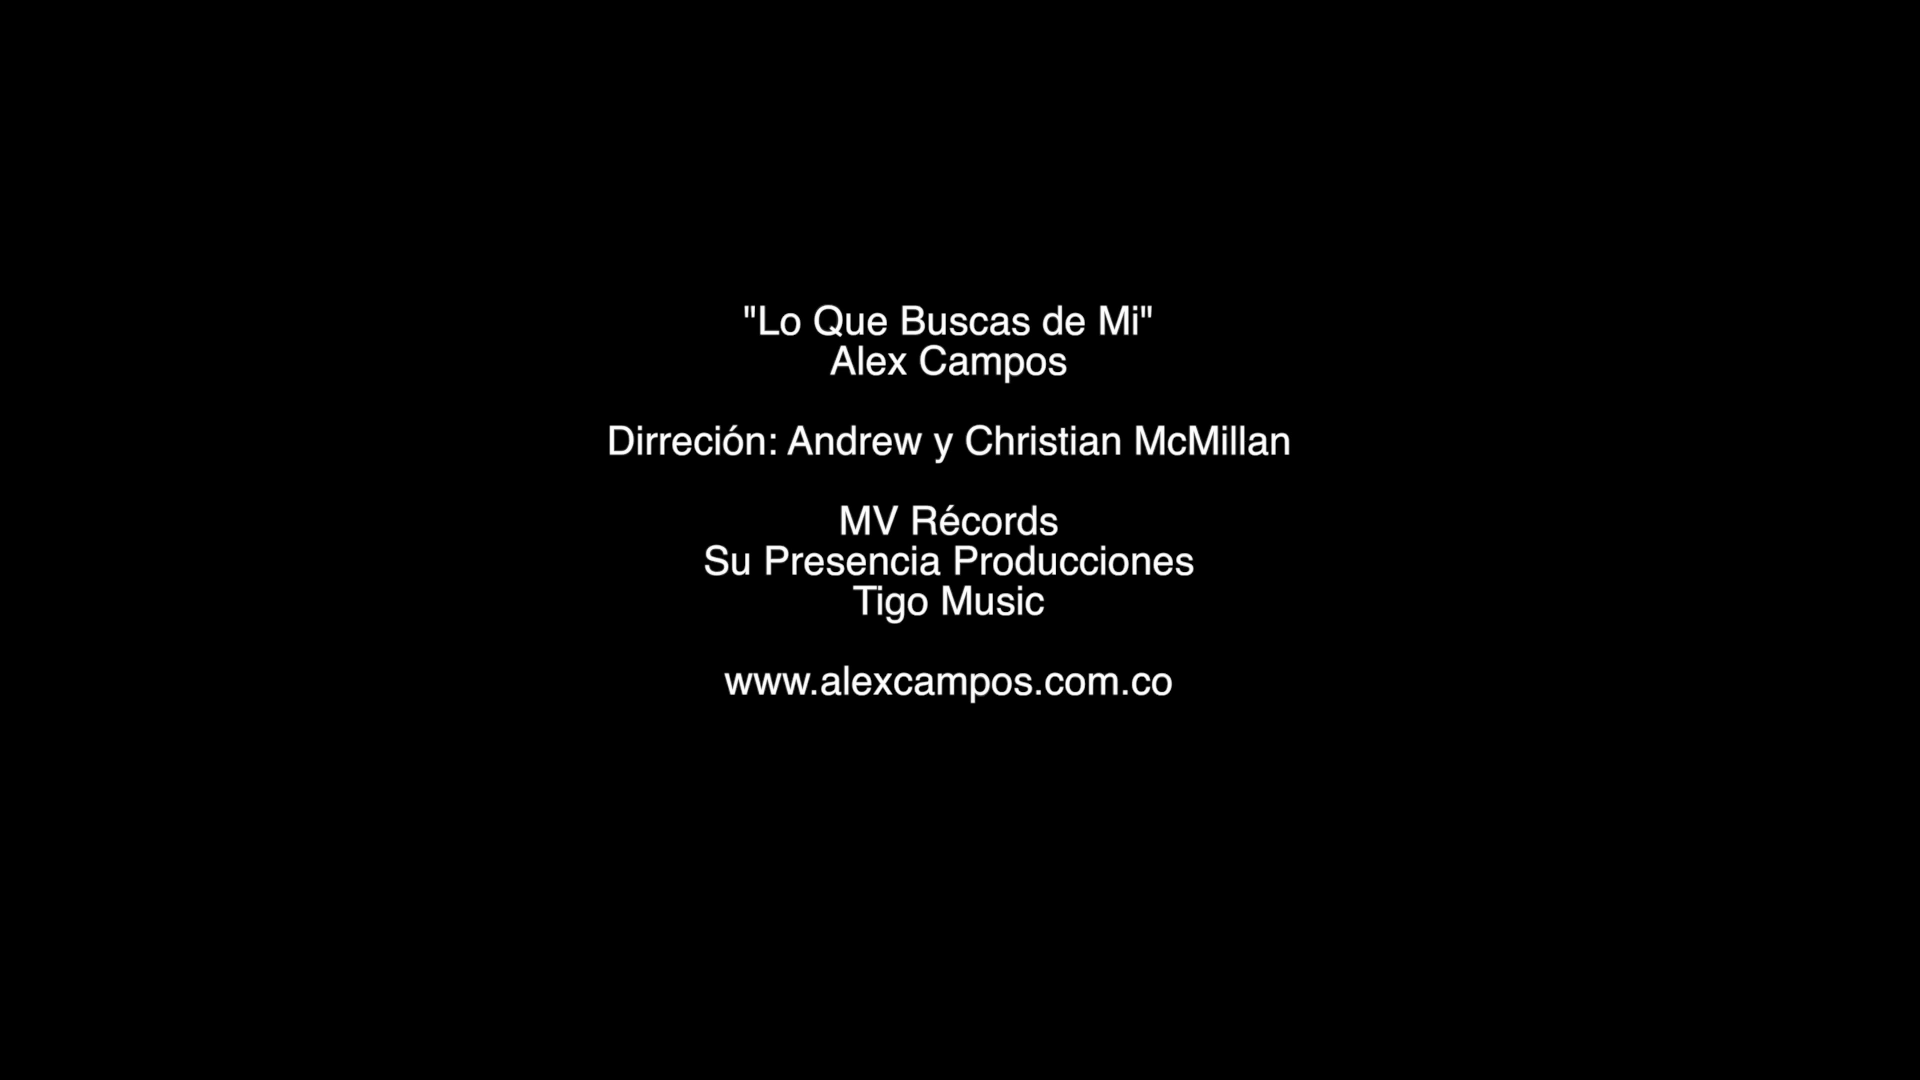 "Lo Que Buscas de Mi"
Alex Campos
Dirreción: Andrew y Christian McMillan
MV Récords
Su Presencia Producciones
Tigo Music
www.alexcampos.com.co